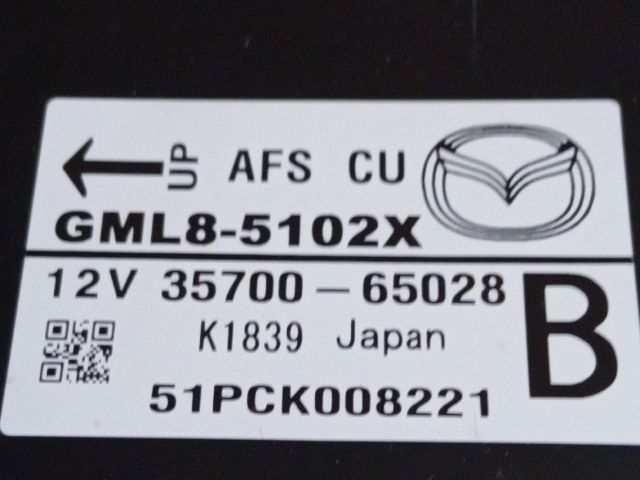 UP AFS CU
GML8-5102X
12V 35700-65028
B
K1839 Japan
51PCK008221